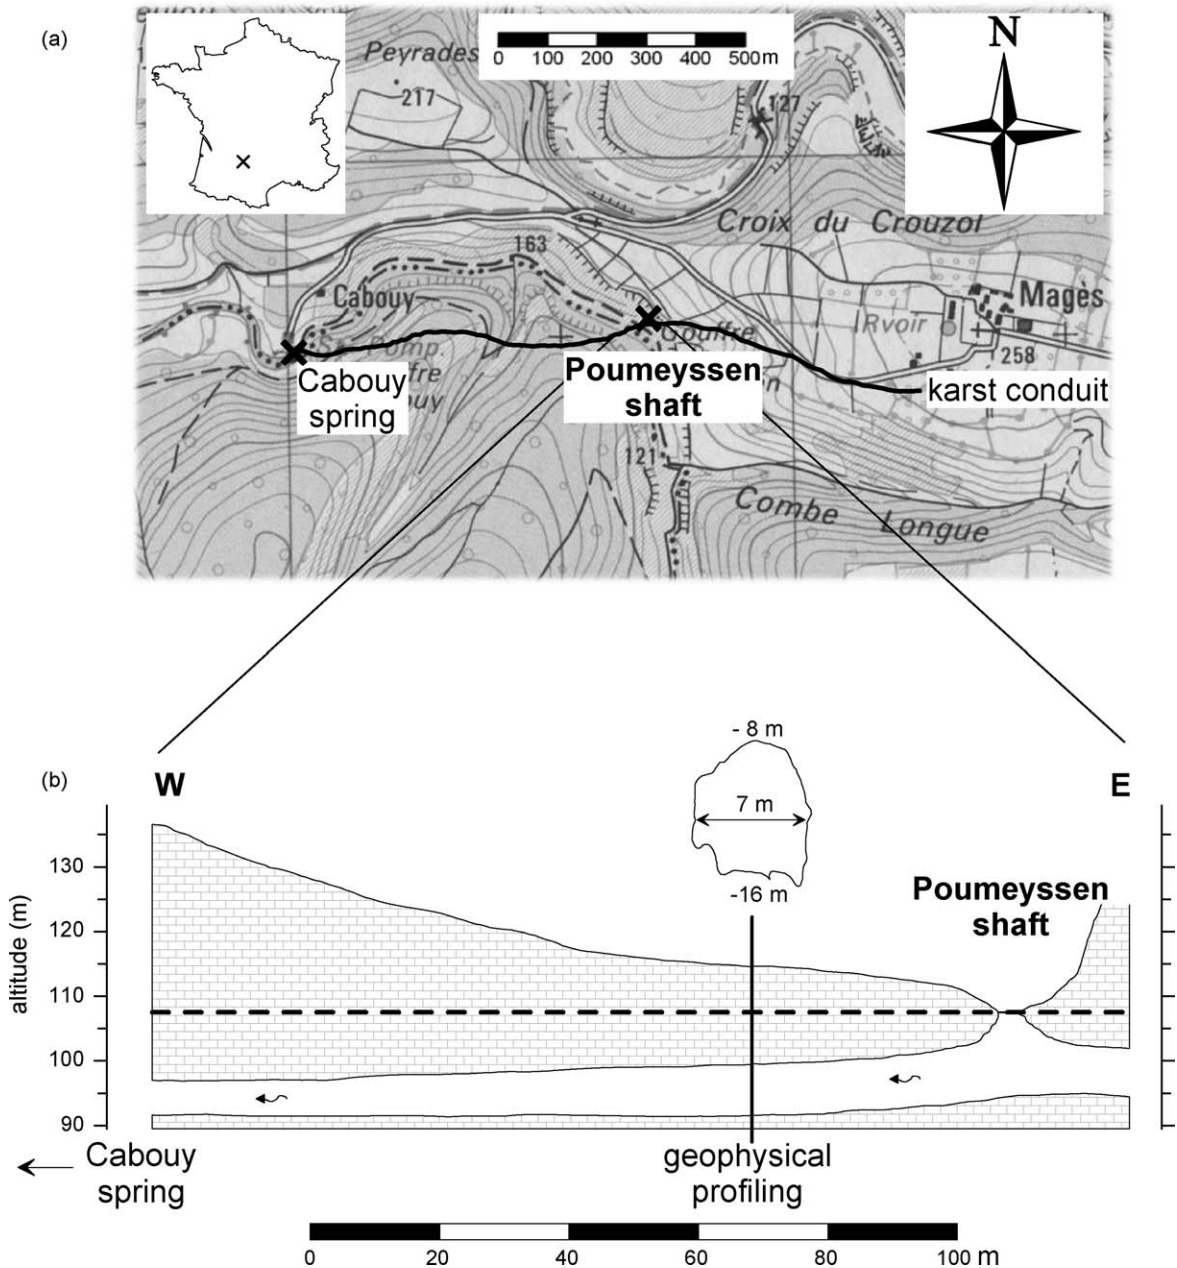 (a)
Peyrades
217
0 100 200 300 400 500 m
N
127
Croix du Crouzol
163
Cabouy
Mages
Rvoir
258
Cabouy
spring
Poumeyssen
shaft
karst conduit
121
Combe Longue
(b)
W
E
- 8 m
7 m
-16 m
Poumeyssen
shaft
altitude (m)
130
120
110
100
90
Cabouy
spring
geophysical
profiling
0 20 40 60 80 100 m